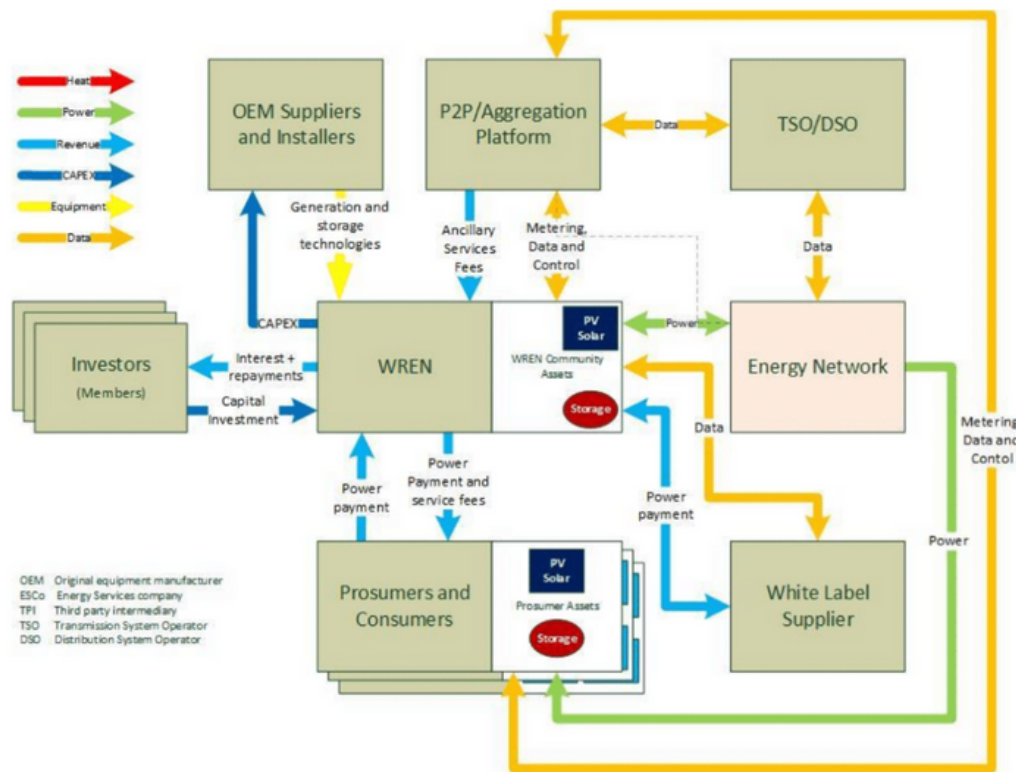 Heat
Power
Revenue
CAPEX
Equipment
Data
OEM Suppliers
and Installers
P2P/Aggregation
Platform
Data
TSO/DSO
Generation and
storage
technologies
Ancillary
Services
Fees
Metering,
Data and
Control
Data
CAPEX
Investors
(Members)
Interest +
repayments
Capital
Investment
WREN
PV
Solar
WREN Community
Assets
Storage
Power
Energy Network
Metering,
Data and
Contol
Data
Power
payment
Power
Payment and
service fees
Power
payment
Power
OEM Original equipment manufacturer
ESCo Energy Services company
TPI Third party intermediary
TSO Transmission System Operator
DSO Distribution System Operator
Prosumers and
Consumers
PV
Solar
Prosumer Assets
Storage
White Label
Supplier